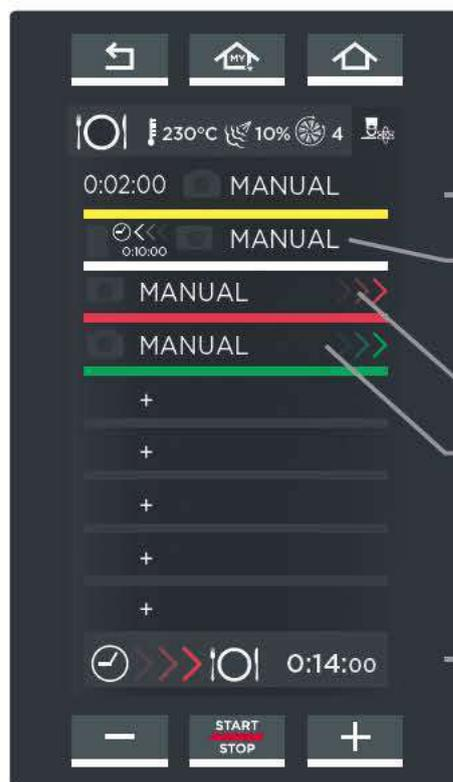 MY
230°C 10% 4
0:02:00 MANUAL
0:10:00 MANUAL
MANUAL
MANUAL
+
+
+
+
+
0:14:00
START
STOP